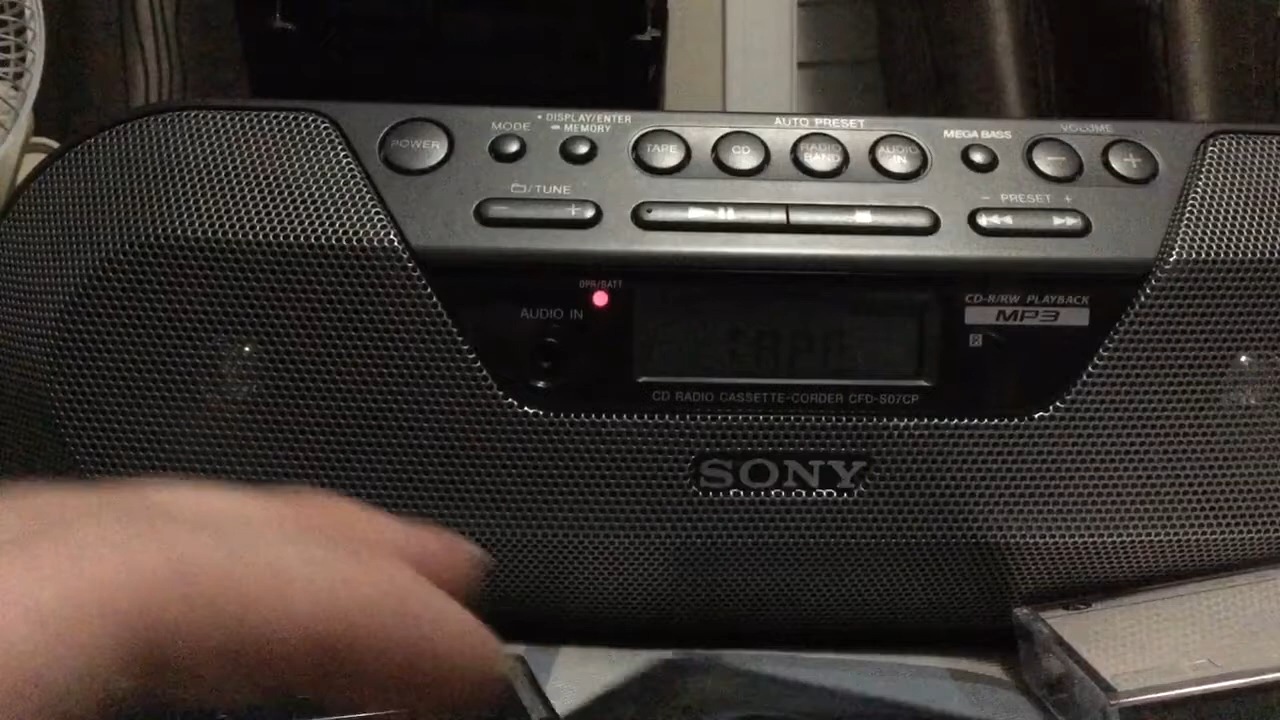 POWER
MODE
• DISPLAY/ENTER
MEMORY
TAPE
CD
AUTO PRESET
RADIO BAND
AUDIO IN
MEGA BASS
VOLUME
− +
/TUNE
− +
− PRESET +
OPR/BATT
AUDIO IN
TAPE
CD-R/RW PLAYBACK
MP3
R
CD RADIO CASSETTE-CORDER CFD-S07CP
SONY